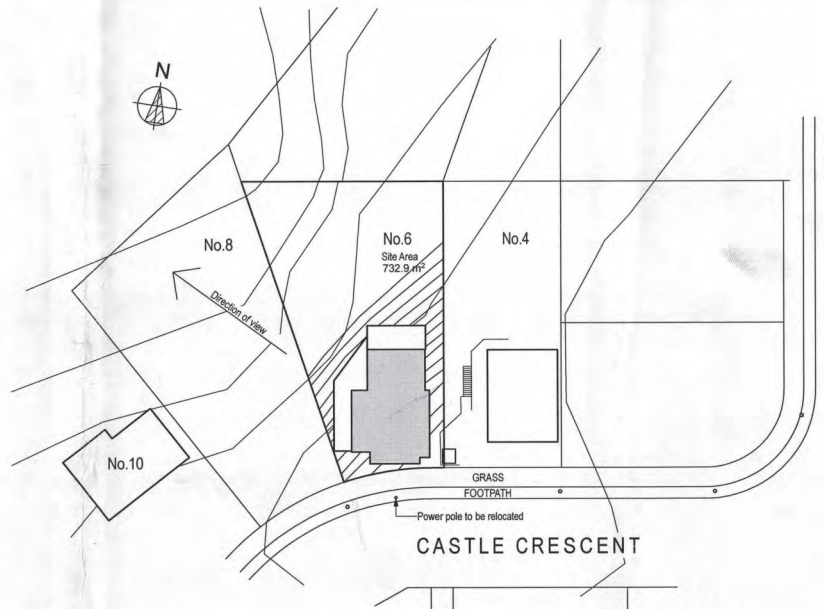 N
No.8
No.6
Site Area
732.9 m²
No.4
Direction of view
No.10
GRASS
FOOTPATH
Power pole to be relocated
CASTLE CRESCENT